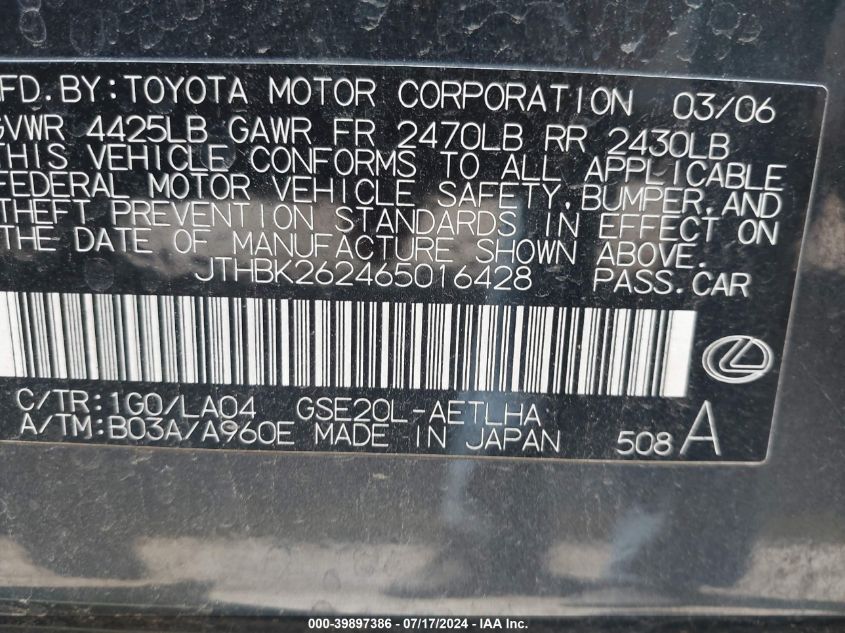 MFD. BY: TOYOTA MOTOR CORPORATION 03/06
GVWR 4425LB GAWR FR 2470LB RR 2430LB
THIS VEHICLE CONFORMS TO ALL APPLICABLE
FEDERAL MOTOR VEHICLE SAFETY, BUMPER, AND
THEFT PREVENTION STANDARDS IN EFFECT ON
THE DATE OF MANUFACTURE SHOWN ABOVE.
JTHBK262465016428 PASS. CAR
C/TR: 1G0/LA04 GSE20L-AETLHA
A/TM: B03A/A960E MADE IN JAPAN 508 A
000-39897386 - 07/17/2024 - IAA Inc.